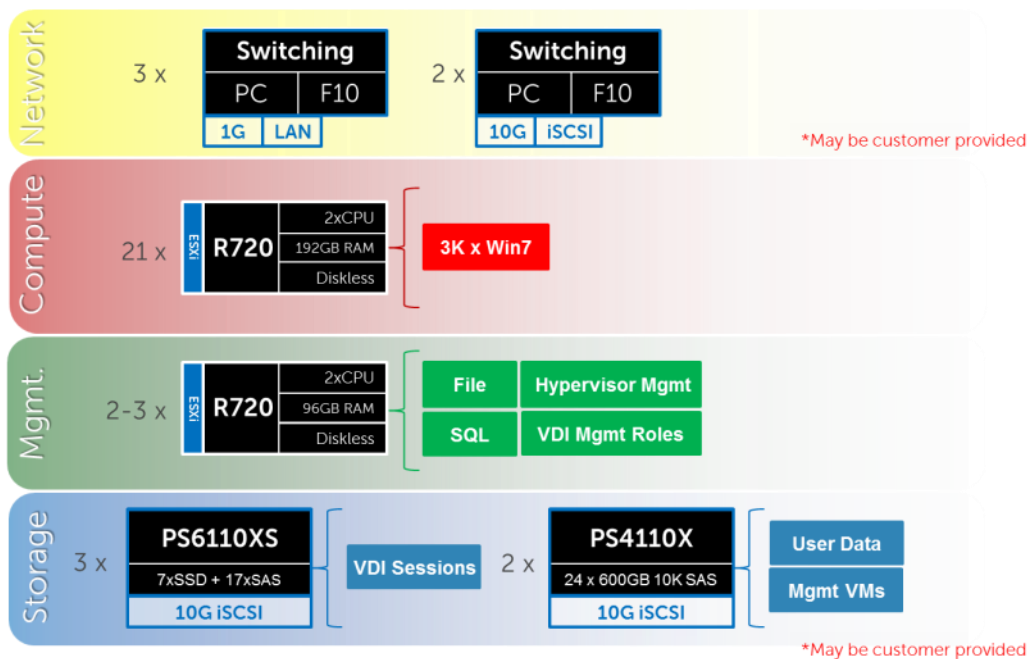 Network
3 x
Switching
PC F10
1G LAN
2 x
Switching
PC F10
10G iSCSI
*May be customer provided
Compute
21 x
ESXi
R720
2xCPU
192GB RAM
Diskless
3K x Win7
Mgmt.
2-3 x
ESXi
R720
2xCPU
96GB RAM
Diskless
File
Hypervisor Mgmt
SQL
VDI Mgmt Roles
Storage
3 x
PS6110XS
7xSSD + 17xSAS
10G iSCSI
VDI Sessions
2 x
PS4110X
24 x 600GB 10K SAS
10G iSCSI
User Data
Mgmt VMs
*May be customer provided